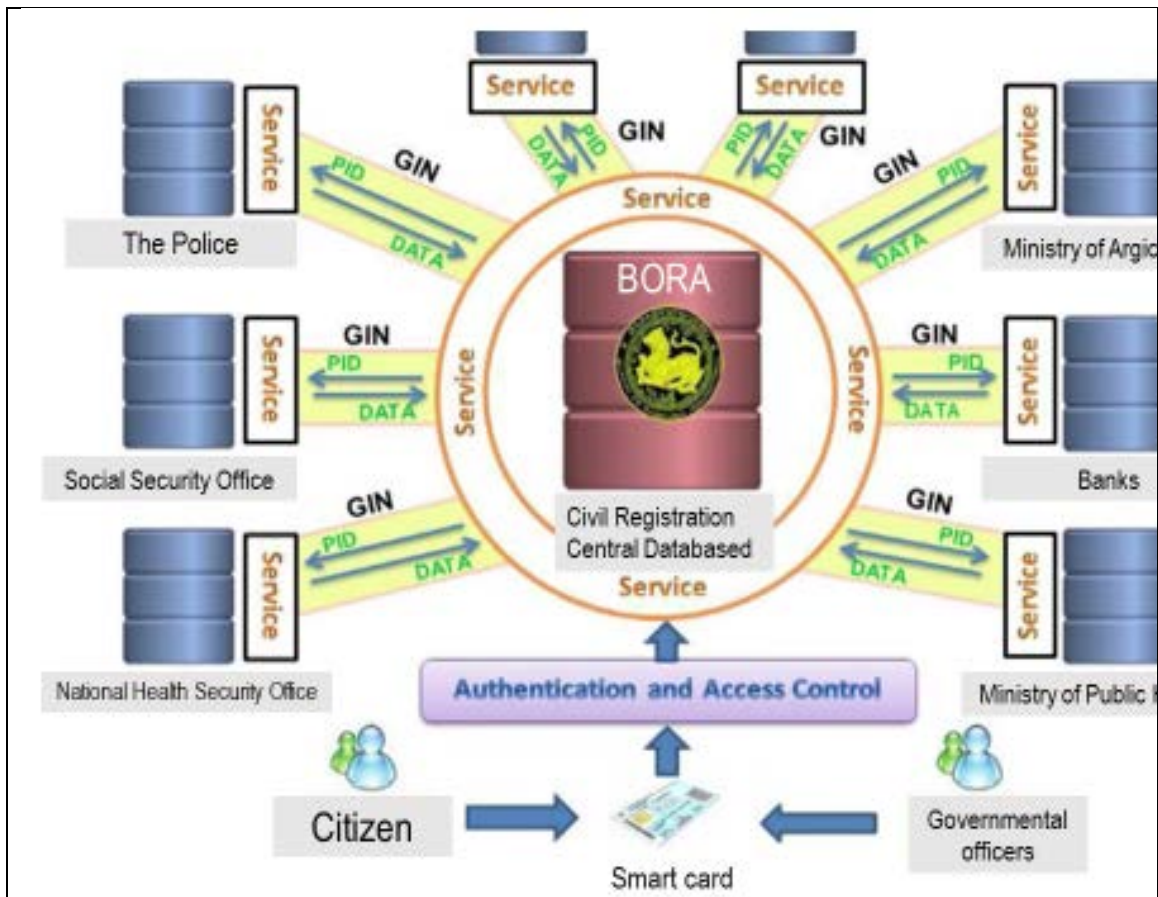 Service
Service
GIN
GIN
PID
DATA
PID
DATA
Service
GIN
PID
DATA
The Police
Service
GIN
PID
DATA
Ministry of Argic
Service
BORA
Service
GIN
PID
DATA
Social Security Office
Service
Service
GIN
PID
DATA
Service
Banks
Civil Registration
Central Databased
Service
Service
GIN
PID
DATA
National Health Security Office
Service
GIN
PID
DATA
Ministry of Public
Authentication and Access Control
Citizen
Smart card
Governmental
officers